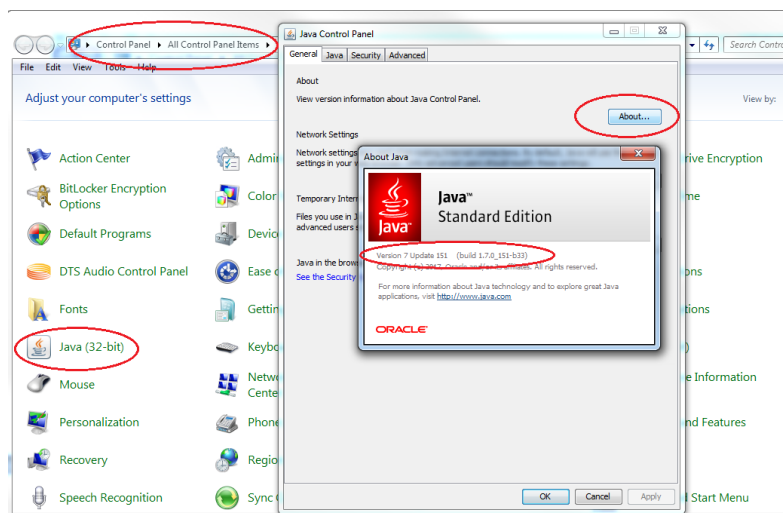 Control Panel ▸ All Control Panel Items ▸
Search Contr
File Edit View Tools Help
Adjust your computer's settings
View by:
Action Center
BitLocker Encryption
Options
Default Programs
DTS Audio Control Panel
Fonts
Java (32-bit)
Mouse
Personalization
Recovery
Speech Recognition
Admi
Color
Devic
Ease o
Gettin
Keybo
Netwo
Cente
Phone
Regio
Sync
rive Encryption
me
ons
tions
)
e Information
nd Features
d Start Menu
Java Control Panel
General Java Security Advanced
About
View version information about Java Control Panel.
About...
Network Settings
Network settings
settings in your
Temporary Intern
Files you use in J
advanced users s
Java in the brow
See the Security
OK Cancel Apply
About Java
Java
Java™
Standard Edition
Version 7 Update 151 (build 1.7.0_151-b33)
Copyright (c) 2017, Oracle and/or its affiliates. All rights reserved.
For more information about Java technology and to explore great Java
applications, visit http://www.java.com
ORACLE